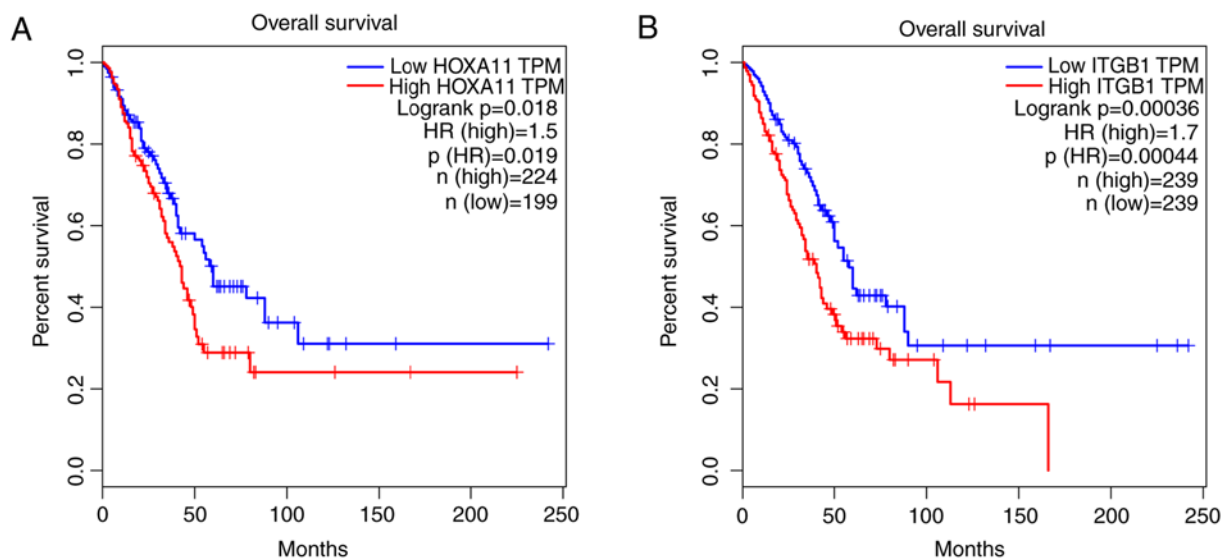 A
Overall survival
Low HOXA11 TPM
High HOXA11 TPM
Logrank p=0.018
HR (high)=1.5
p (HR)=0.019
n (high)=224
n (low)=199
Percent survival
1.0
0.8
0.6
0.4
0.2
0.0
0 50 100 150 200 250
Months
B
Overall survival
Low ITGB1 TPM
High ITGB1 TPM
Logrank p=0.00036
HR (high)=1.7
p (HR)=0.00044
n (high)=239
n (low)=239
Percent survival
1.0
0.8
0.6
0.4
0.2
0.0
0 50 100 150 200 250
Months